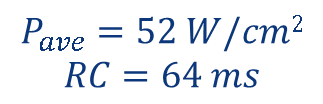 P_ave = 52 W/cm²
RC = 64 ms